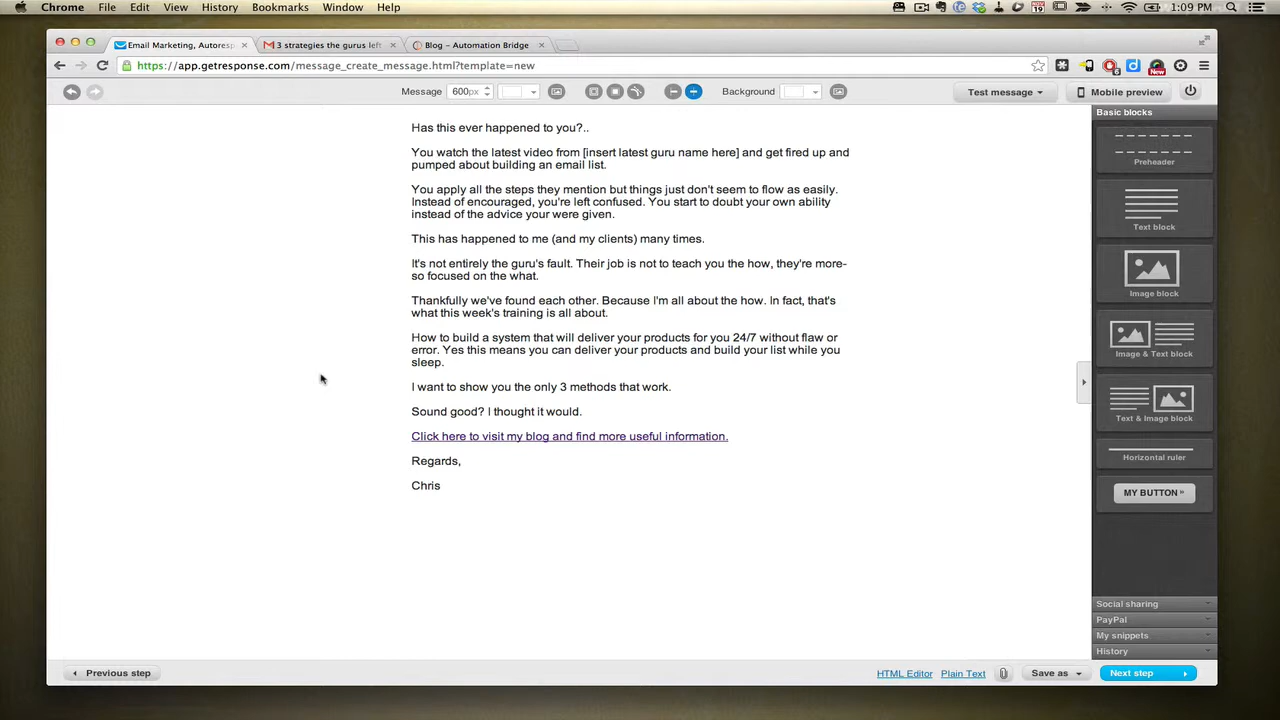 Chrome File Edit View History Bookmarks Window Help 19 1:09 PM
Email Marketing, Autoresp 3 strategies the gurus left Blog - Automation Bridge
https://app.getresponse.com/message_create_message.html?template=new
New
Message 600px Background Test message Mobile preview
Basic blocks
Preheader
Text block
Image block
Image & Text block
Text & Image block
Horizontal ruler
MY BUTTON
Social sharing
PayPal
My snippets
History
Has this ever happened to you?..
You watch the latest video from [insert latest guru name here] and get fired up and
pumped about building an email list.
You apply all the steps they mention but things just don't seem to flow as easily.
Instead of encouraged, you're left confused. You start to doubt your own ability
instead of the advice your were given.
This has happened to me (and my clients) many times.
It's not entirely the guru's fault. Their job is not to teach you the how, they're more-
so focused on the what.
Thankfully we've found each other. Because I'm all about the how. In fact, that's
what this week's training is all about.
How to build a system that will deliver your products for you 24/7 without flaw or
error. Yes this means you can deliver your products and build your list while you
sleep.
I want to show you the only 3 methods that work.
Sound good? I thought it would.
Click here to visit my blog and find more useful information.
Regards,
Chris
Previous step HTML Editor Plain Text Save as Next step